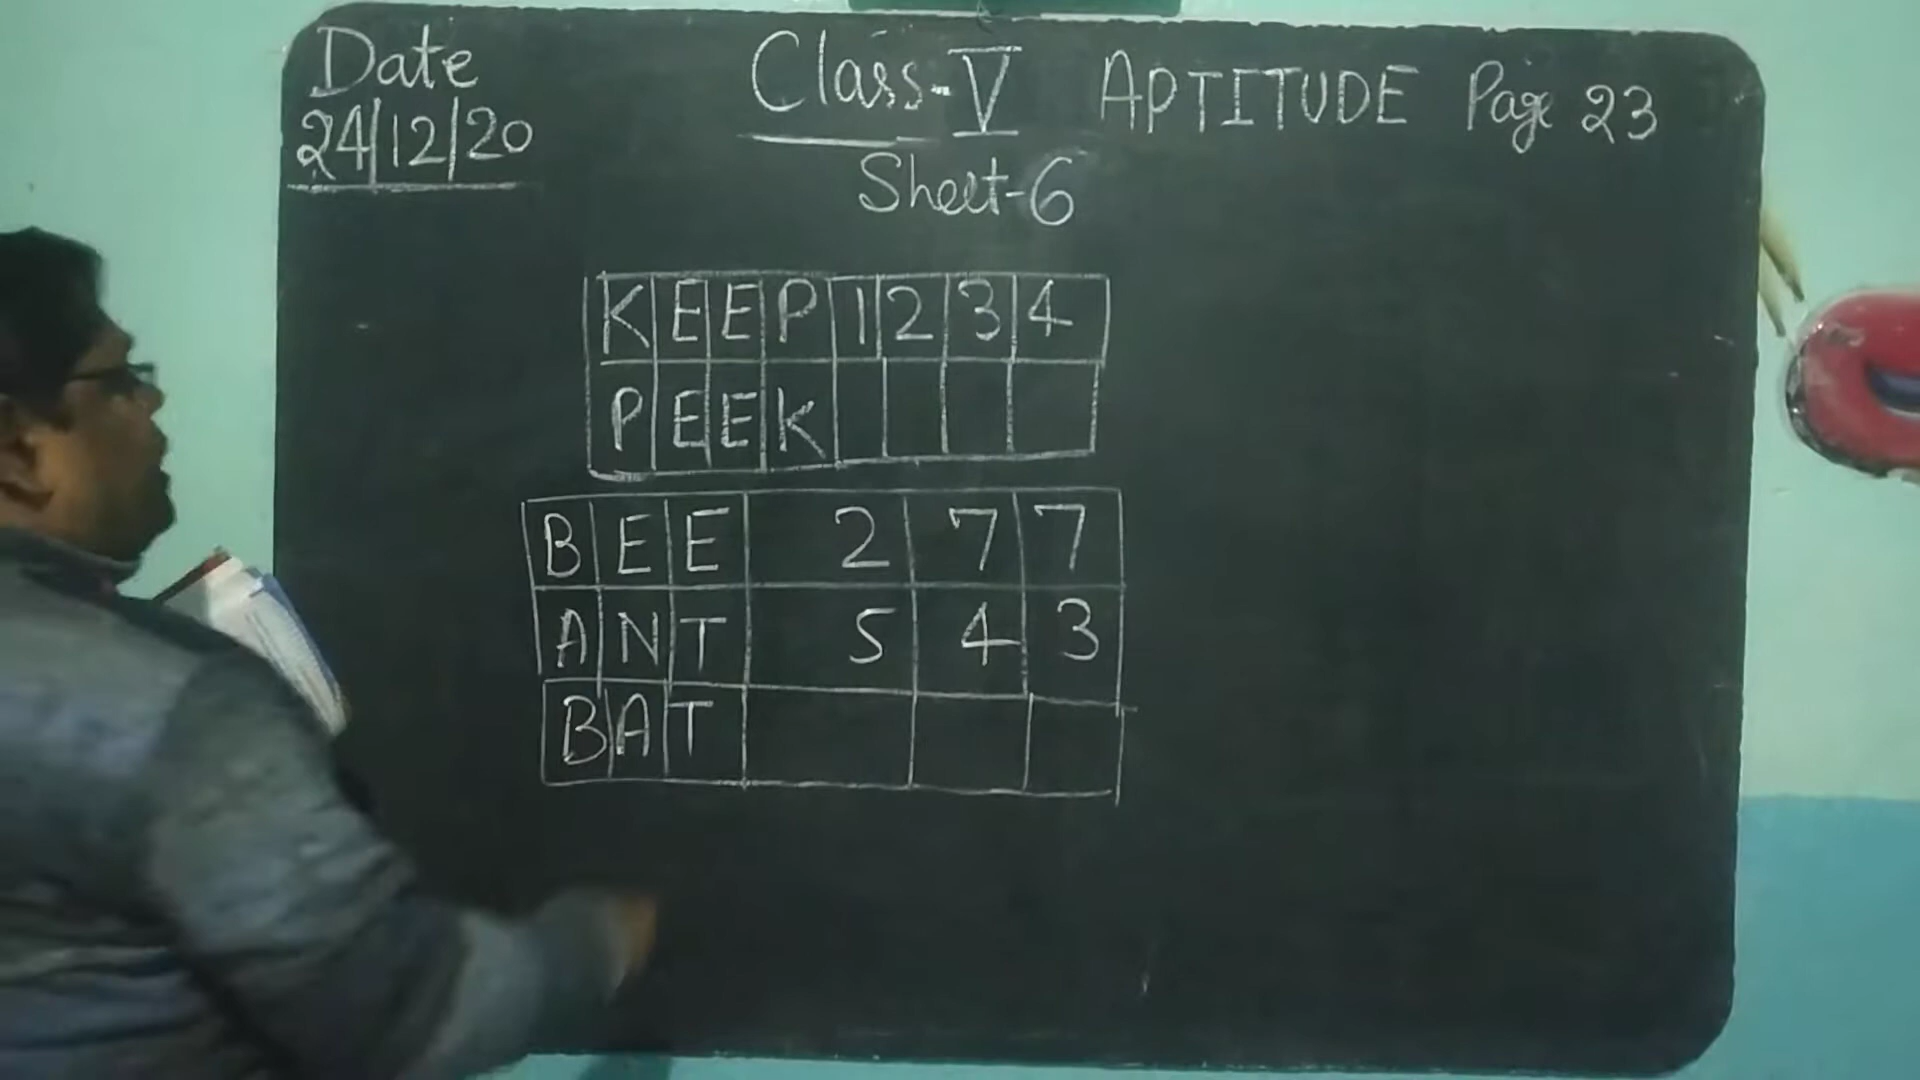 Date
24/12/20
Class-V APTITUDE Page 23
Sheet-6
K E E P 1 2 3 4
P E E K
B E E 2 7 7
A N T 5 4 3
B A T